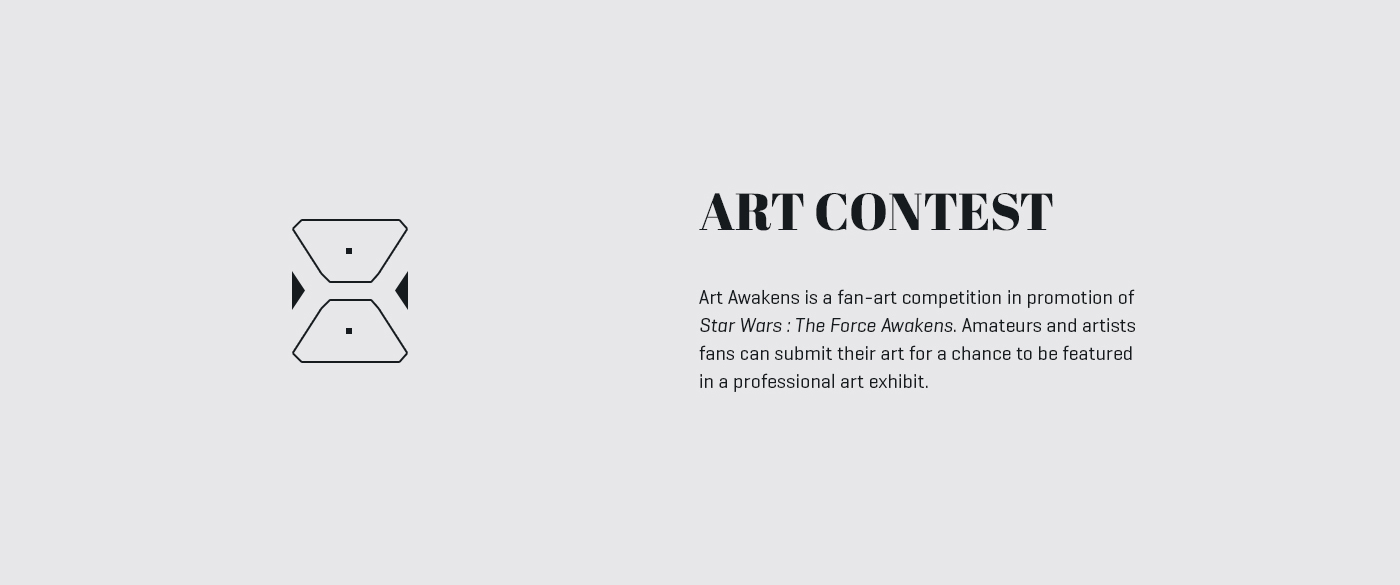 ART CONTEST
Art Awakens is a fan-art competition in promotion of
Star Wars : The Force Awakens. Amateurs and artists
fans can submit their art for a chance to be featured
in a professional art exhibit.